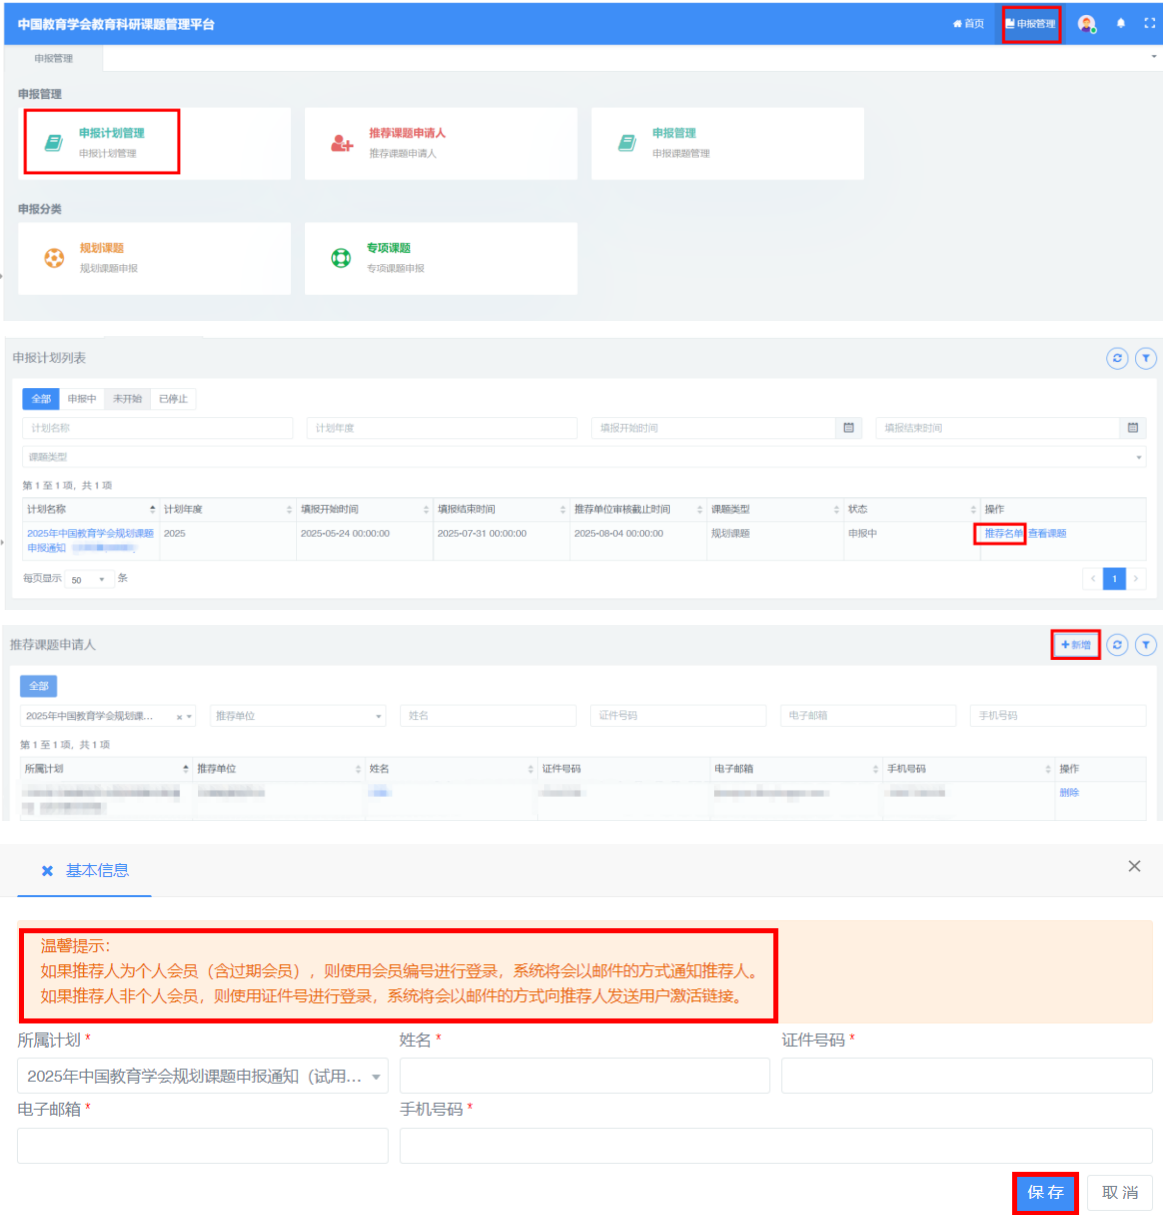 中国教育学会教育科研课题管理平台
首页 申报管理
申报管理
申报管理
申报计划管理
申报计划管理
推荐课题申请人
推荐课题申请人
申报管理
申报课题管理
申报分类
规划课题
规划课题申报
专项课题
专项课题申报
申报计划列表
全部 申报中 未开始 已停止
计划名称 计划年度 填报开始时间 填报结束时间
课题类型
第 1 至 1 项, 共 1 项
计划名称 计划年度 填报开始时间 填报结束时间 推荐单位审核截止时间 课题类型 状态 操作
2025年中国教育学会规划课题 2025 2025-05-24 00:00:00 2025-07-31 00:00:00 2025-08-04 00:00:00 规划课题 申报中 推荐名单 查看课题
申报通知
每页显示 50 条
1
推荐课题申请人
+新增
全部
2025年中国教育学会规划课... × 推荐单位 姓名 证件号码 电子邮箱 手机号码
第 1 至 1 项, 共 1 项
所属计划 推荐单位 姓名 证件号码 电子邮箱 手机号码 操作
删除
基本信息
温馨提示:
如果推荐人为个人会员（含过期会员），则使用会员编号进行登录，系统将会以邮件的方式通知推荐人。
如果推荐人非个人会员，则使用证件号进行登录，系统将会以邮件的方式向推荐人发送用户激活链接。
所属计划 * 姓名 * 证件号码 *
2025年中国教育学会规划课题申报通知（试用...
电子邮箱 * 手机号码 *
保存 取消